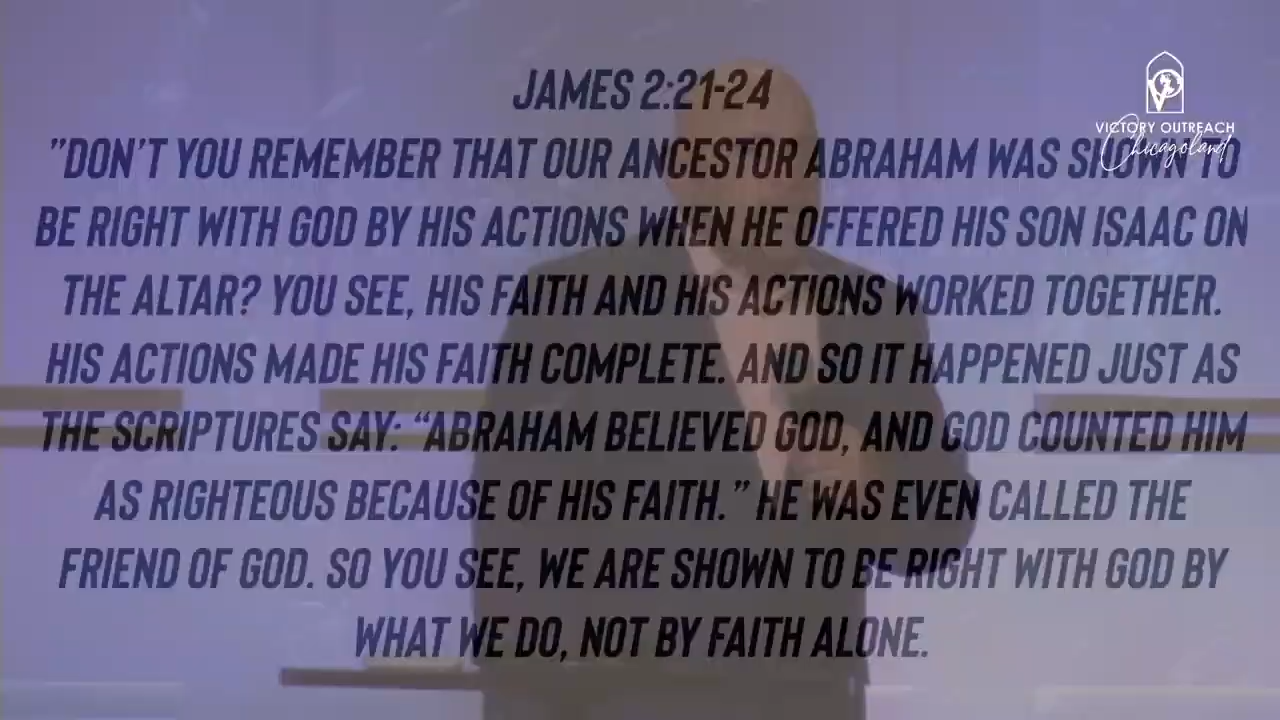 JAMES 2:21-24
"DON'T YOU REMEMBER THAT OUR ANCESTOR ABRAHAM WAS SHOWN TO
BE RIGHT WITH GOD BY HIS ACTIONS WHEN HE OFFERED HIS SON ISAAC ON
THE ALTAR? YOU SEE, HIS FAITH AND HIS ACTIONS WORKED TOGETHER.
HIS ACTIONS MADE HIS FAITH COMPLETE. AND SO IT HAPPENED JUST AS
THE SCRIPTURES SAY: “ABRAHAM BELIEVED GOD, AND GOD COUNTED HIM
AS RIGHTEOUS BECAUSE OF HIS FAITH.” HE WAS EVEN CALLED THE
FRIEND OF GOD. SO YOU SEE, WE ARE SHOWN TO BE RIGHT WITH GOD BY
WHAT WE DO, NOT BY FAITH ALONE.
VICTORY OUTREACH
Chicagoland